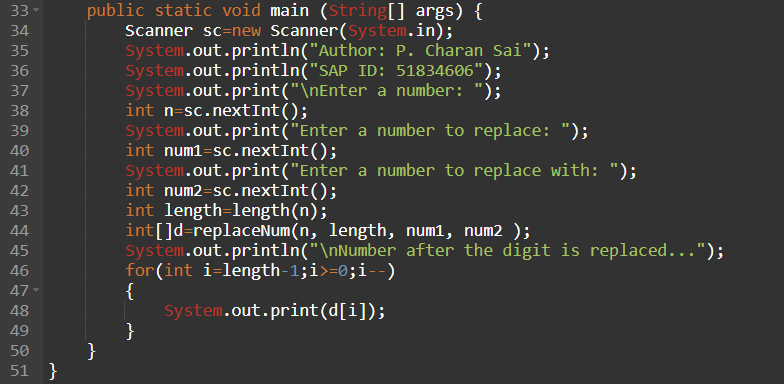 33 public static void main (String[] args) {
34 Scanner sc=new Scanner(System.in);
35 System.out.println("Author: P. Charan Sai");
36 System.out.println("SAP ID: 51834606");
37 System.out.print("\nEnter a number: ");
38 int n=sc.nextInt();
39 System.out.print("Enter a number to replace: ");
40 int num1=sc.nextInt();
41 System.out.print("Enter a number to replace with: ");
42 int num2=sc.nextInt();
43 int length=length(n);
44 int[]d=replaceNum(n, length, num1, num2 );
45 System.out.println("\nNumber after the digit is replaced...");
46 for(int i=length-1;i>=0;i--)
47 {
48 System.out.print(d[i]);
49 }
50 }
51 }